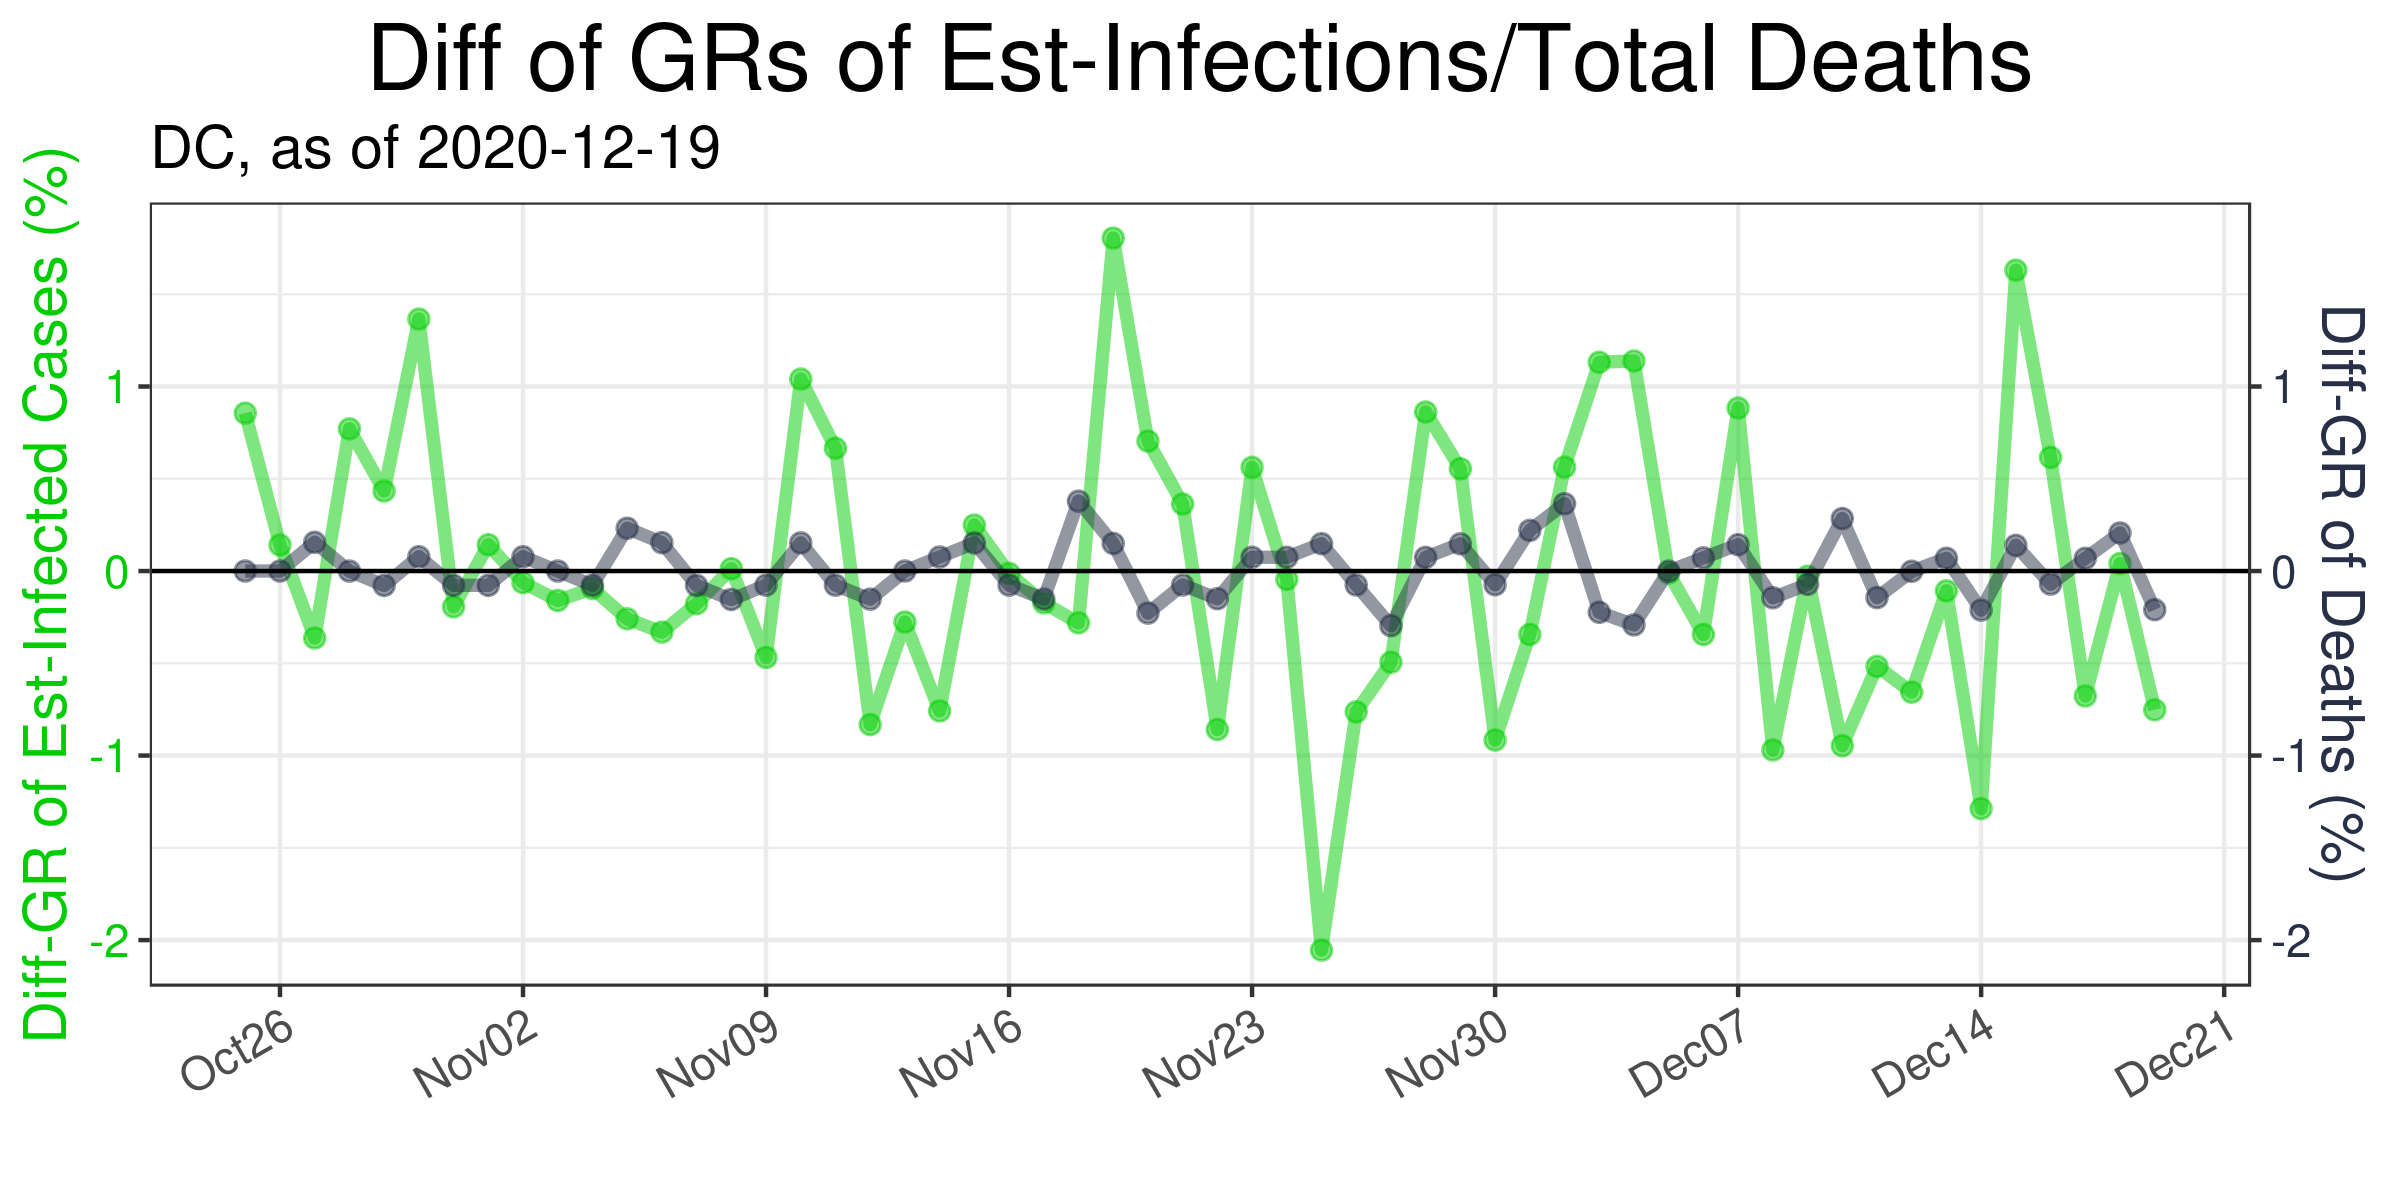 Diff of GRs of Est-Infections/Total Deaths
DC, as of 2020-12-19
Diff-GR of Est-Infected Cases (%)
1
0
-1
-2
1
0
-1
-2
Diff-GR of Deaths (%)
Oct26
Nov02
Nov09
Nov16
Nov23
Nov30
Dec07
Dec14
Dec21